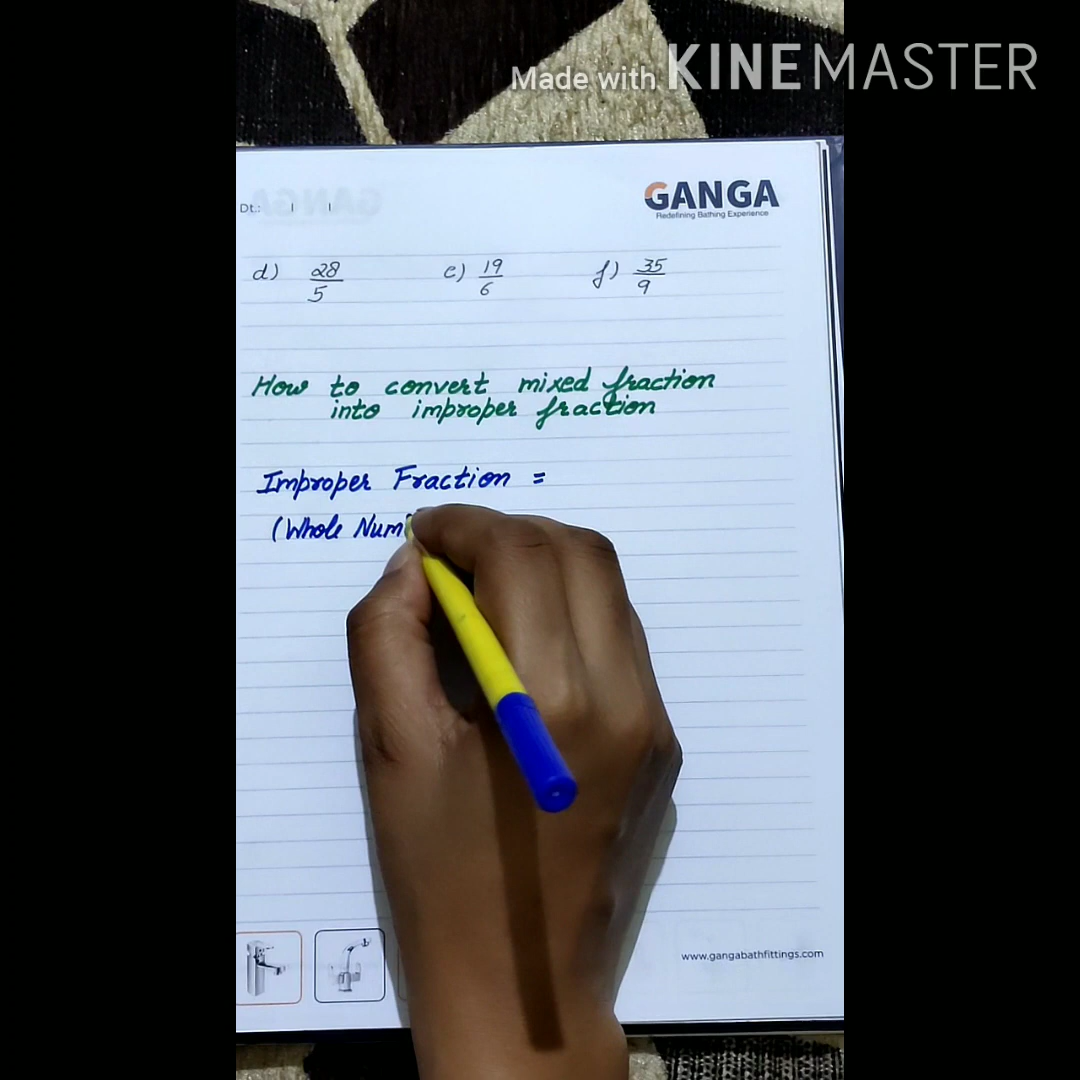 Made with KINEMASTER
GANGA
Redefining Bathing Experience
Dt.:
d) 28/5 e) 19/6 f) 35/9
How to convert mixed fraction
into improper fraction
Improper Fraction =
(Whole Num
www.gangabathfittings.com